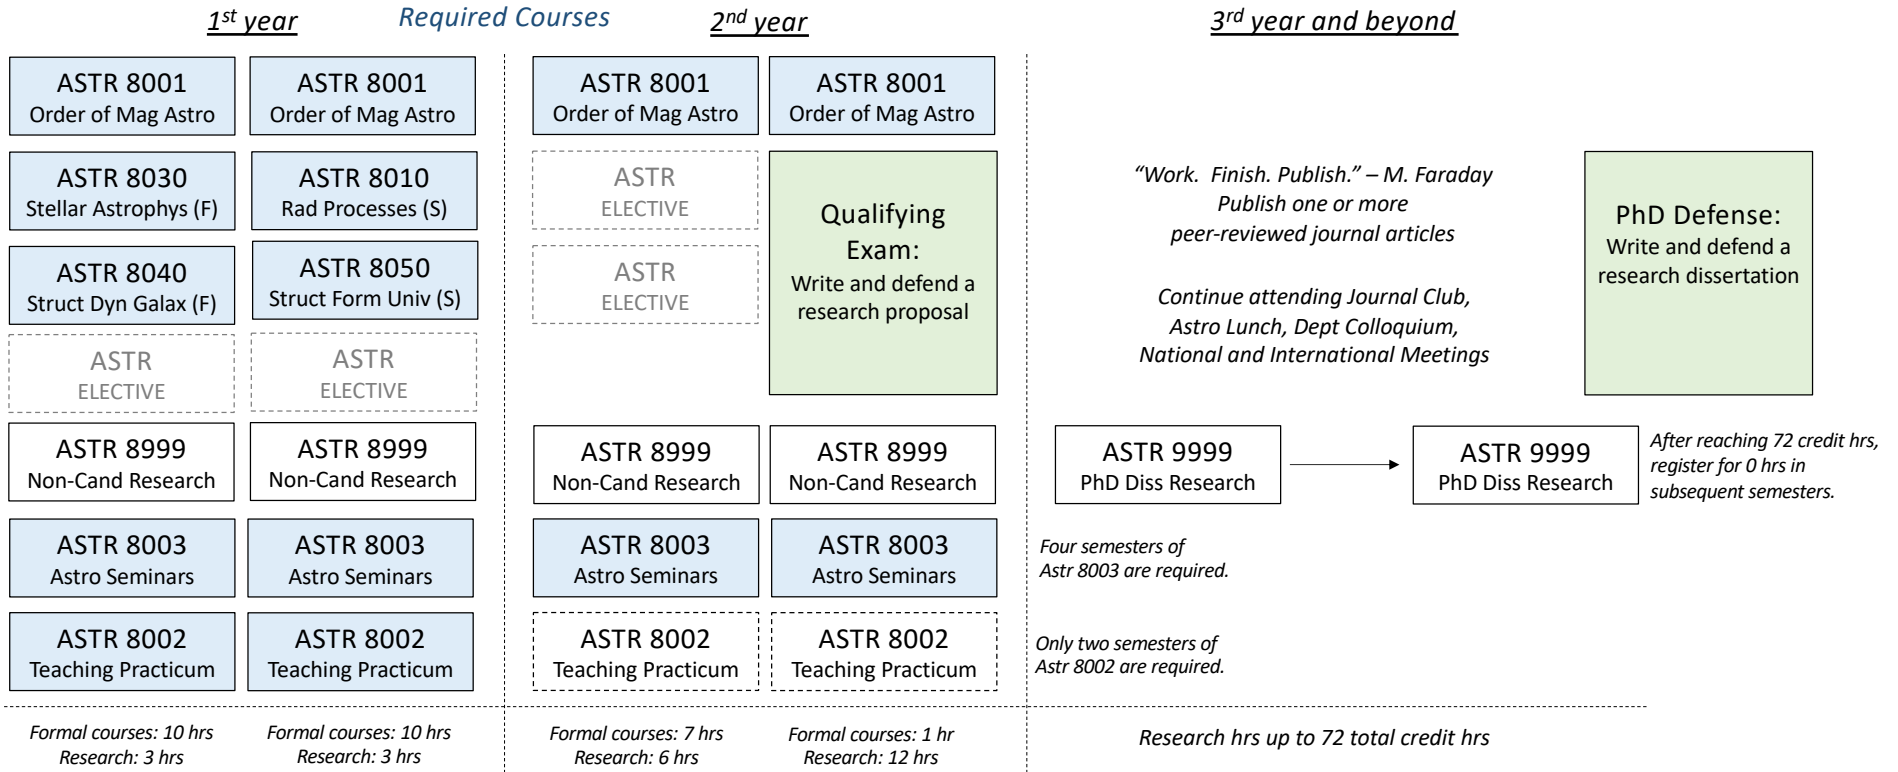 1st year
Required Courses
2nd year
3rd year and beyond
ASTR 8001
Order of Mag Astro
ASTR 8001
Order of Mag Astro
ASTR 8001
Order of Mag Astro
ASTR 8001
Order of Mag Astro
ASTR 8030
Stellar Astrophys (F)
ASTR 8010
Rad Processes (S)
ASTR
ELECTIVE
Qualifying
Exam:
Write and defend a
research proposal
“Work. Finish. Publish.” – M. Faraday
Publish one or more
peer-reviewed journal articles
Continue attending Journal Club,
Astro Lunch, Dept Colloquium,
National and International Meetings
PhD Defense:
Write and defend a
research dissertation
ASTR 8040
Struct Dyn Galax (F)
ASTR 8050
Struct Form Univ (S)
ASTR
ELECTIVE
ASTR
ELECTIVE
ASTR
ELECTIVE
ASTR 8999
Non-Cand Research
ASTR 8999
Non-Cand Research
ASTR 8999
Non-Cand Research
ASTR 8999
Non-Cand Research
ASTR 9999
PhD Diss Research
ASTR 9999
PhD Diss Research
After reaching 72 credit hrs,
register for 0 hrs in
subsequent semesters.
ASTR 8003
Astro Seminars
ASTR 8003
Astro Seminars
ASTR 8003
Astro Seminars
ASTR 8003
Astro Seminars
Four semesters of
Astr 8003 are required.
ASTR 8002
Teaching Practicum
ASTR 8002
Teaching Practicum
ASTR 8002
Teaching Practicum
ASTR 8002
Teaching Practicum
Only two semesters of
Astr 8002 are required.
Formal courses: 10 hrs
Research: 3 hrs
Formal courses: 10 hrs
Research: 3 hrs
Formal courses: 7 hrs
Research: 6 hrs
Formal courses: 1 hr
Research: 12 hrs
Research hrs up to 72 total credit hrs